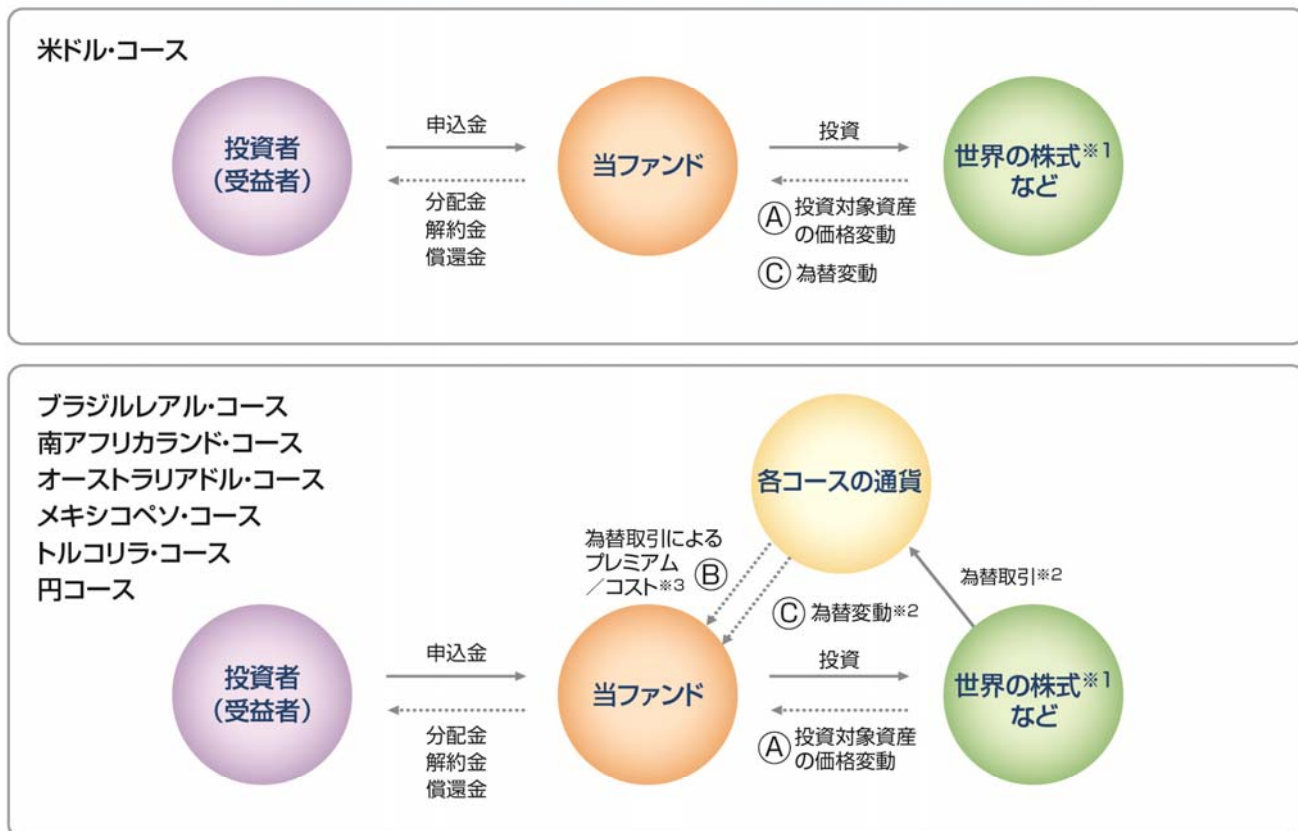 米ドル・コース
投資者
（受益者）
申込金
分配金
解約金
償還金
当ファンド
投資
Ⓐ 投資対象資産
の価格変動
Ⓒ 為替変動
世界の株式※1
など
ブラジルレアル・コース
南アフリカランド・コース
オーストラリアドル・コース
メキシコペソ・コース
トルコリラ・コース
円コース
各コースの通貨
為替取引による
プレミアム
／コスト※3 Ⓑ
Ⓒ 為替変動※2
為替取引※2
投資者
（受益者）
申込金
分配金
解約金
償還金
当ファンド
投資
Ⓐ 投資対象資産
の価格変動
世界の株式※1
など